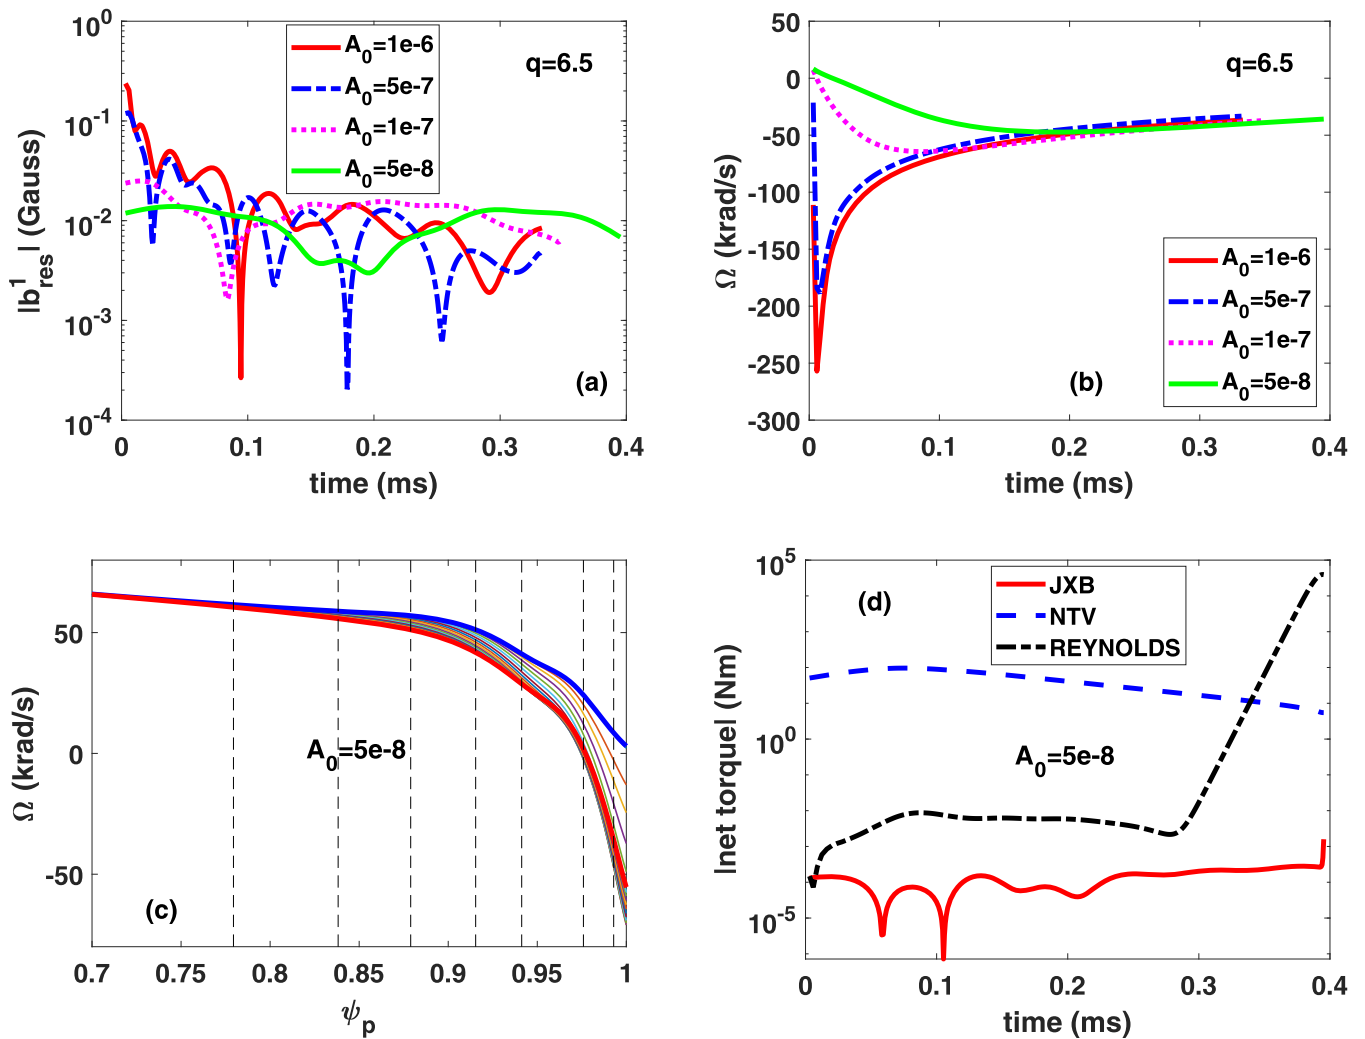 10^0
10^-1
10^-2
10^-3
10^-4
|b^1_res| (Gauss)
A_0=1e-6
A_0=5e-7
A_0=1e-7
A_0=5e-8
q=6.5
(a)
0 0.1 0.2 0.3 0.4
time (ms)
50
0
-50
-100
-150
-200
-250
-300
Ω (krad/s)
q=6.5
A_0=1e-6
A_0=5e-7
A_0=1e-7
A_0=5e-8
(b)
0 0.1 0.2 0.3 0.4
time (ms)
50
0
-50
Ω (krad/s)
A_0=5e-8
(c)
0.7 0.75 0.8 0.85 0.9 0.95 1
ψ_p
10^5
10^0
10^-5
|net torque| (Nm)
(d)
JXB
NTV
REYNOLDS
A_0=5e-8
0 0.1 0.2 0.3 0.4
time (ms)